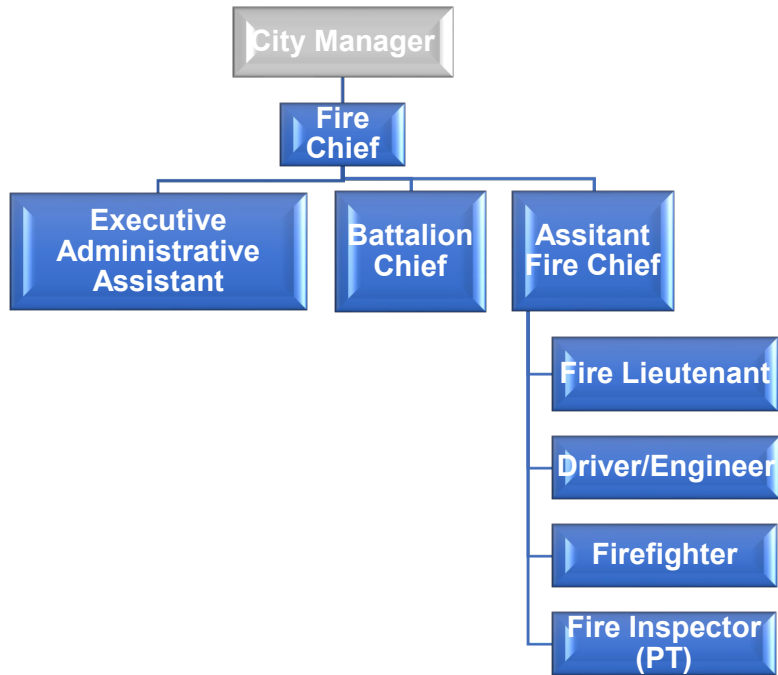 City Manager
Fire
Chief
Executive
Administrative
Assistant
Battalion
Chief
Assitant
Fire Chief
Fire Lieutenant
Driver/Engineer
Firefighter
Fire Inspector
(PT)